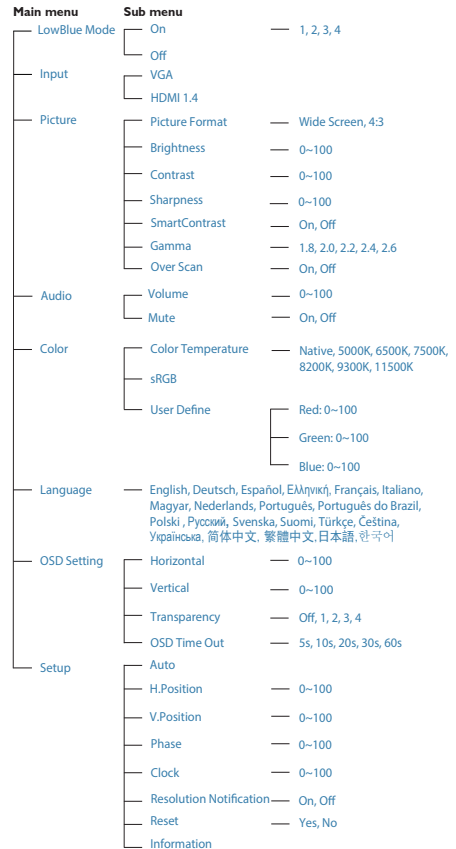 Main menu Sub menu
LowBlue Mode On 1, 2, 3, 4
Off
Input VGA
HDMI 1.4
Picture Picture Format Wide Screen, 4:3
Brightness 0~100
Contrast 0~100
Sharpness 0~100
SmartContrast On, Off
Gamma 1.8, 2.0, 2.2, 2.4, 2.6
Over Scan On, Off
Audio Volume 0~100
Mute On, Off
Color Color Temperature Native, 5000K, 6500K, 7500K,
8200K, 9300K, 11500K
sRGB
User Define Red: 0~100
Green: 0~100
Blue: 0~100
Language English, Deutsch, Español, Ελληνική, Français, Italiano,
Magyar, Nederlands, Português, Português do Brazil,
Polski , Русский, Svenska, Suomi, Türkçe, Čeština,
Українська, 简体中文, 繁體中文,日本語,한국어
OSD Setting Horizontal 0~100
Vertical 0~100
Transparency Off, 1, 2, 3, 4
OSD Time Out 5s, 10s, 20s, 30s, 60s
Setup Auto
H.Position 0~100
V.Position 0~100
Phase 0~100
Clock 0~100
Resolution Notification On, Off
Reset Yes, No
Information